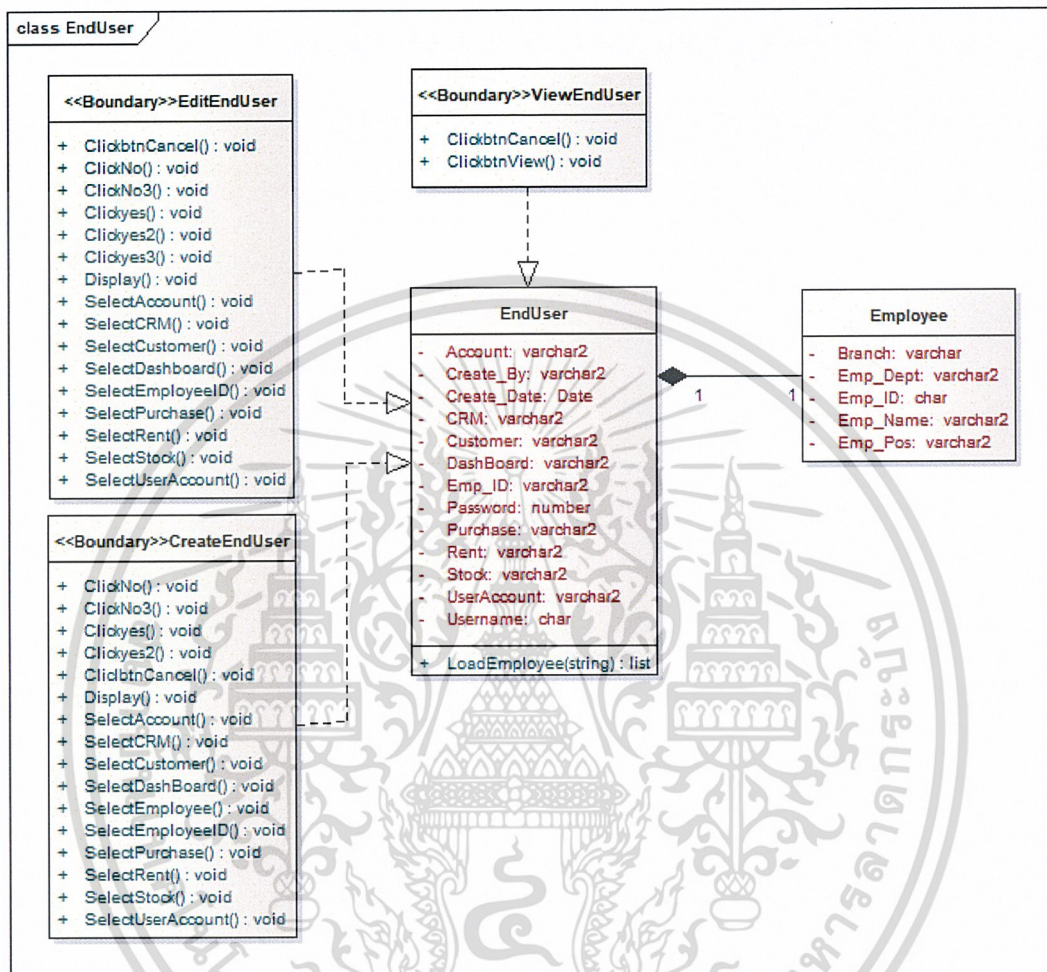 class EndUser
<<Boundary>>EditEndUser
+ ClickbtnCancel() : void
+ ClickNo() : void
+ ClickNo3() : void
+ Clickyes() : void
+ Clickyes2() : void
+ Clickyes3() : void
+ Display() : void
+ SelectAccount() : void
+ SelectCRM() : void
+ SelectCustomer() : void
+ SelectDashboard() : void
+ SelectEmployeeID() : void
+ SelectPurchase() : void
+ SelectRent() : void
+ SelectStock() : void
+ SelectUserAccount() : void
<<Boundary>>ViewEndUser
+ ClickbtnCancel() : void
+ ClickbtnView() : void
EndUser
- Account: varchar2
- Create_By: varchar2
- Create_Date: Date
- CRM: varchar2
- Customer: varchar2
- DashBoard: varchar2
- Emp_ID: varchar2
- Password: number
- Purchase: varchar2
- Rent: varchar2
- Stock: varchar2
- UserAccount: varchar2
- Username: char
+ LoadEmployee(string) : list
1 1
Employee
- Branch: varchar
- Emp_Dept: varchar2
- Emp_ID: char
- Emp_Name: varchar2
- Emp_Pos: varchar2
<<Boundary>>CreateEndUser
+ ClickNo() : void
+ ClickNo3() : void
+ Clickyes() : void
+ Clickyes2() : void
+ CliclbtnCancel() : void
+ Display() : void
+ SelectAccount() : void
+ SelectCRM() : void
+ SelectCustomer() : void
+ SelectDashBoard() : void
+ SelectEmployee() : void
+ SelectEmployeeID() : void
+ SelectPurchase() : void
+ SelectRent() : void
+ SelectStock() : void
+ SelectUserAccount() : void